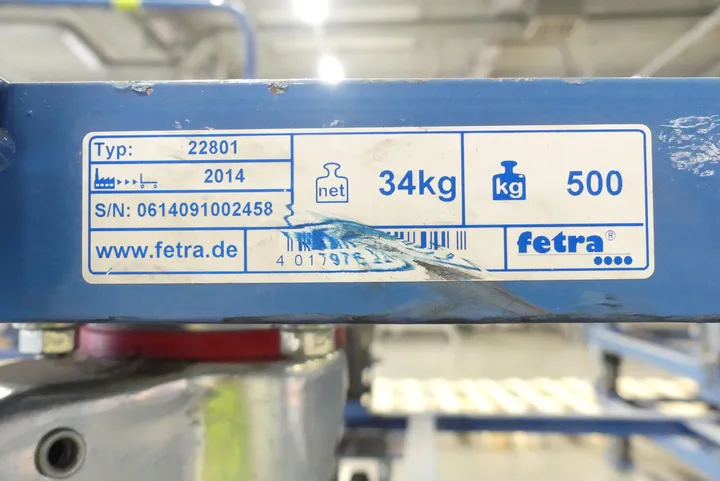 Typ: 22801
2014
S/N: 0614091002458
net 34kg
kg 500
www.fetra.de
fetra®